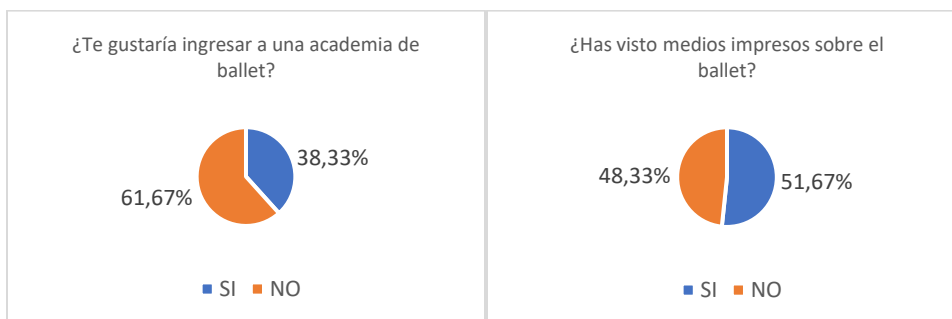 ¿Te gustaría ingresar a una academia de
ballet?
38,33%
61,67%
SI NO
¿Has visto medios impresos sobre el
ballet?
48,33%
51,67%
SI NO